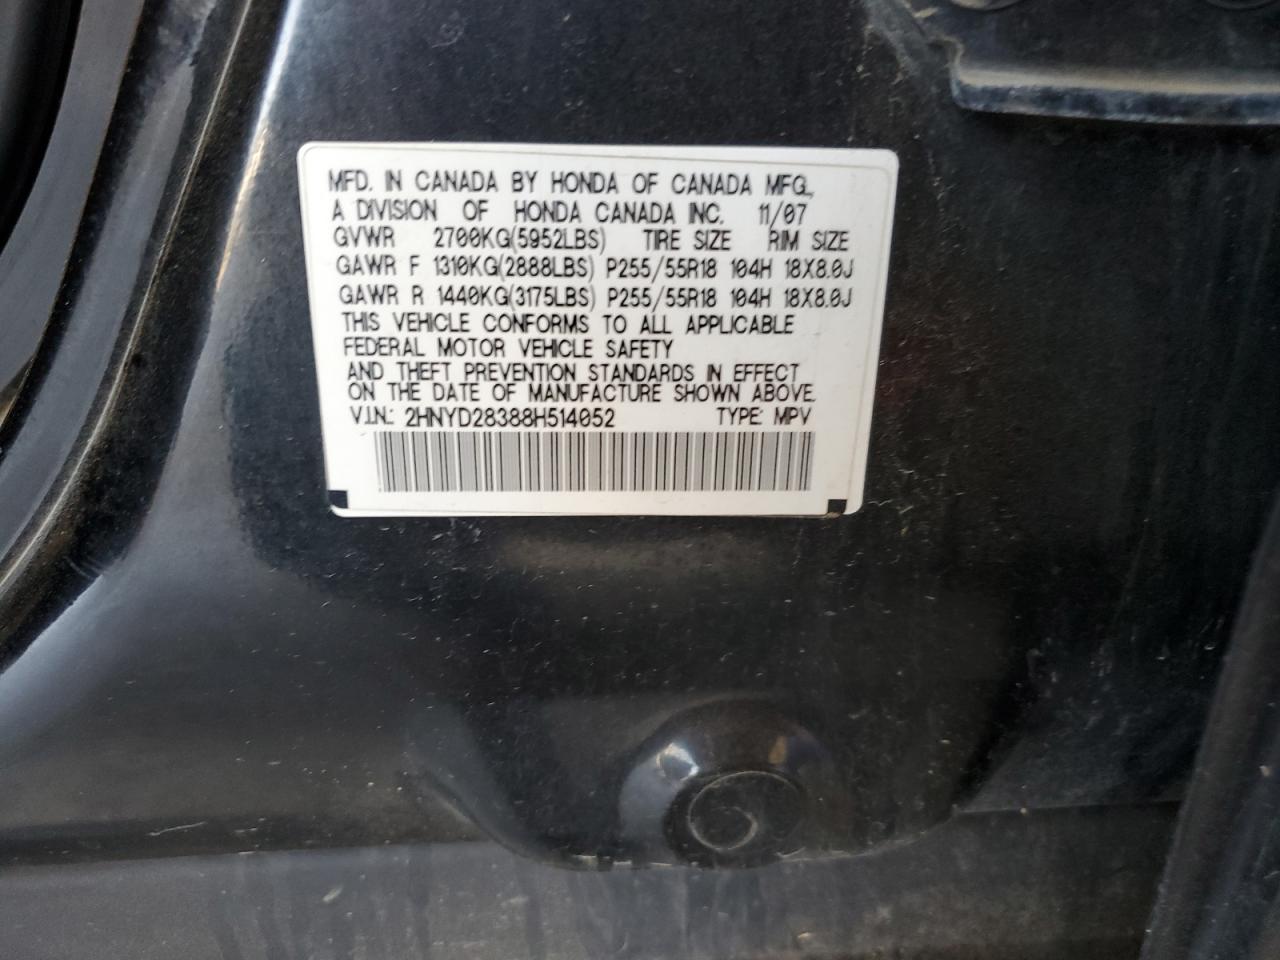 MFD. IN CANADA BY HONDA OF CANADA MFG.,
A DIVISION OF HONDA CANADA INC. 11/07
GVWR 2700KG(5952LBS) TIRE SIZE RIM SIZE
GAWR F 1310KG(2888LBS) P255/55R18 104H 18X8.0J
GAWR R 1440KG(3175LBS) P255/55R18 104H 18X8.0J
THIS VEHICLE CONFORMS TO ALL APPLICABLE
FEDERAL MOTOR VEHICLE SAFETY
AND THEFT PREVENTION STANDARDS IN EFFECT
ON THE DATE OF MANUFACTURE SHOWN ABOVE.
V.I.N.: 2HNYD28388H514052 TYPE: MPV